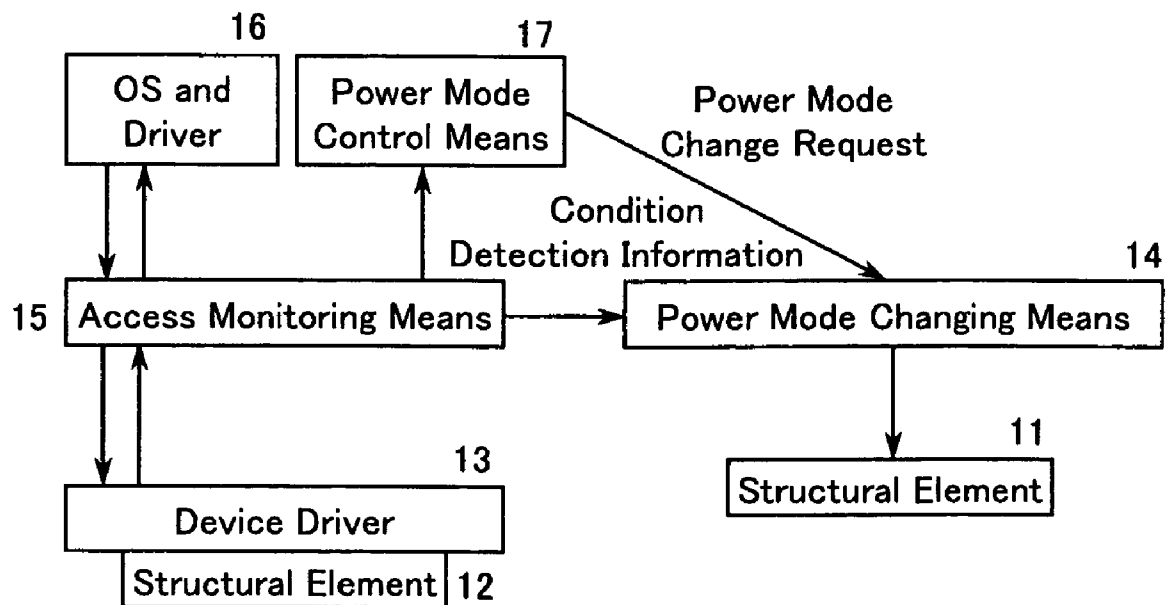 16
OS and
Driver
17
Power Mode
Control Means
Power Mode
Change Request
Condition
Detection Information
15
Access Monitoring Means
14
Power Mode Changing Means
13
Device Driver
Structural Element
12
11
Structural Element